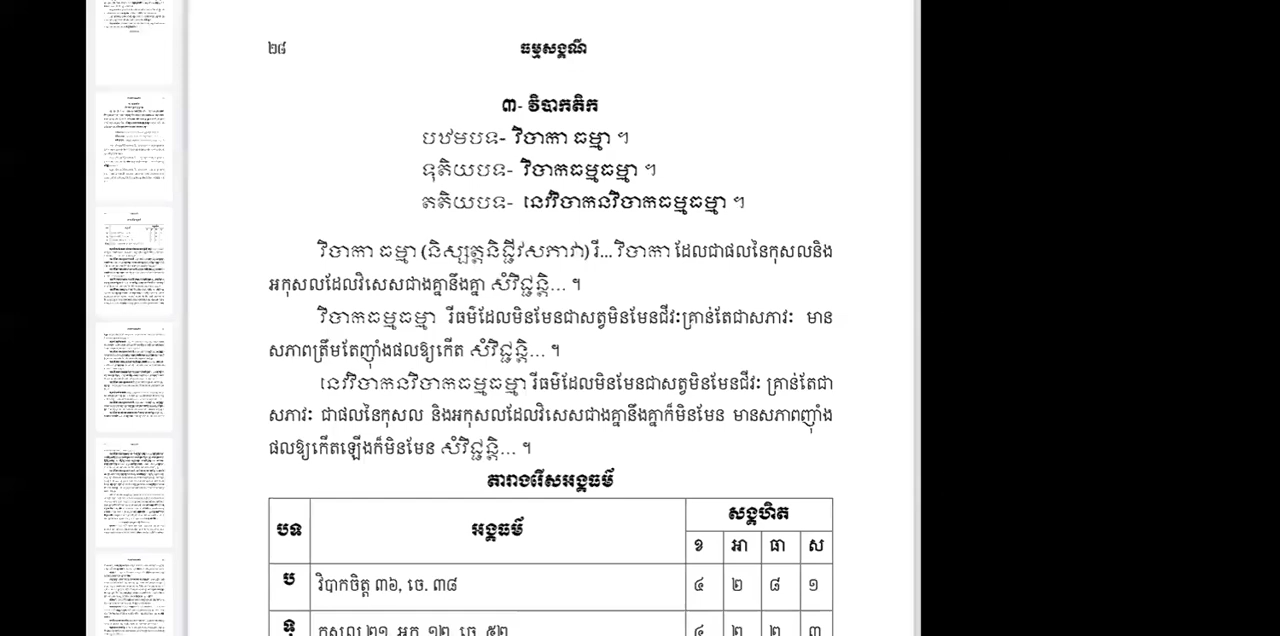 ២៨ ធម្មសង្គណី
៣- វិបាកតិក
បឋមបទ- វិបាកា ធម្មា ។
ទុតិយបទ- វិបាកធម្មធម្មា ។
តតិយបទ- នេវវិបាកនវិបាកធម្មធម្មា ។
វិបាកា ធម្មា (និស្សត្តនិជ្ជីវសភាវា) រី... វិបាកា ដែលជាផលនៃកុសលនិង
អកុសលដែលវិសេសជាងគ្នានឹងគ្នា សំវិជ្ជន្តិ... ។
វិបាកធម្មធម្មា រីធម៌ដែលមិនមែនជាសត្វមិនមែនជីវៈគ្រាន់តែជាសភាវៈ មាន
សភាពត្រឹមតែញ៉ាំងផលឱ្យកើត សំវិជ្ជន្តិ... ។
នេវវិបាកនវិបាកធម្មធម្មា រីធម៌ដែលមិនមែនជាសត្វមិនមែនជីវៈ គ្រាន់តែជា
សភាវៈ ជាផលនៃកុសល និងអកុសលដែលវិសេសជាងគ្នានឹងគ្នាក៏មិនមែន មានសភាពញ៉ាំង
ផលឱ្យកើតឡើងក៏មិនមែន សំវិជ្ជន្តិ... ។
តារាងរើសអង្គធម៌
បទ អង្គធម៌ សង្គហិត
ខ អា ធា ស
ប វិបាកចិត្ត៣៦ ចេ ៣៨ ៤ ២ ៨
ទុ ១២ ៥២ ៤ ២ ២